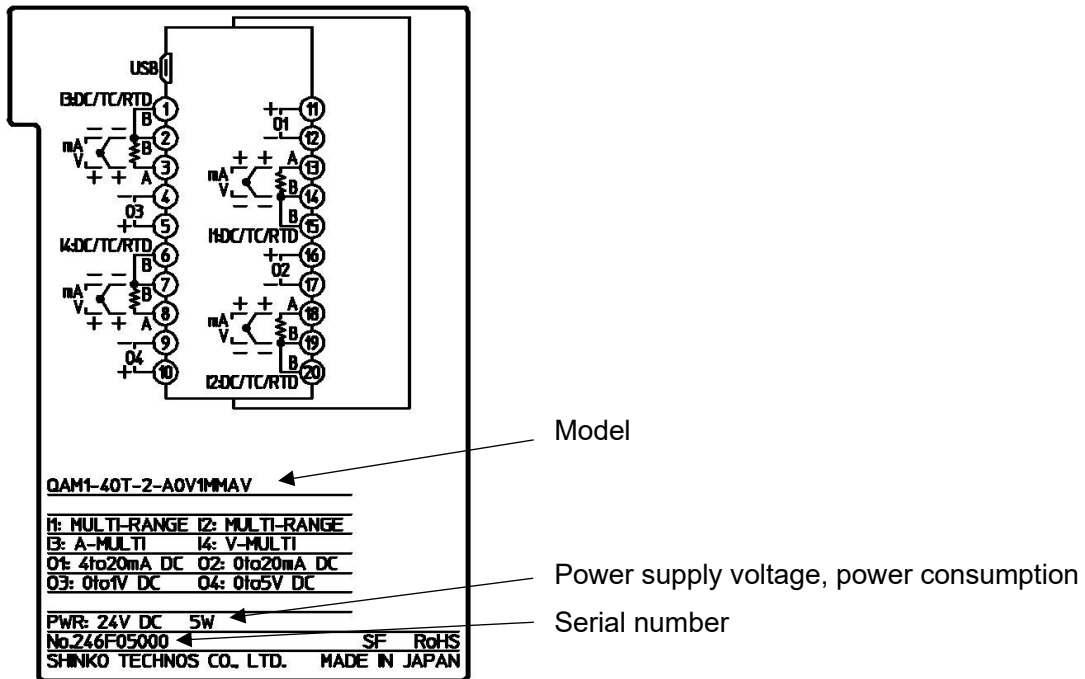 USB
I3:DC/TC/RTD
1
B
2
mA
V
B
3
A
4
O3
5
I4:DC/TC/RTD
6
B
7
mA
V
B
8
A
9
O4
10
11
O1
12
A
13
mA
V
B
14
B
15
I1:DC/TC/RTD
16
O2
17
A
18
mA
V
B
19
B
20
I2:DC/TC/RTD
Model
QAM1-40T-2-A0V1MMAV
I1: MULTI-RANGE I2: MULTI-RANGE
I3: A-MULTI I4: V-MULTI
O1: 4to20mA DC O2: 0to20mA DC
O3: 0to1V DC O4: 0to5V DC
Power supply voltage, power consumption
PWR: 24V DC 5W
Serial number
No.246F05000 SF RoHS
SHINKO TECHNOS CO., LTD. MADE IN JAPAN